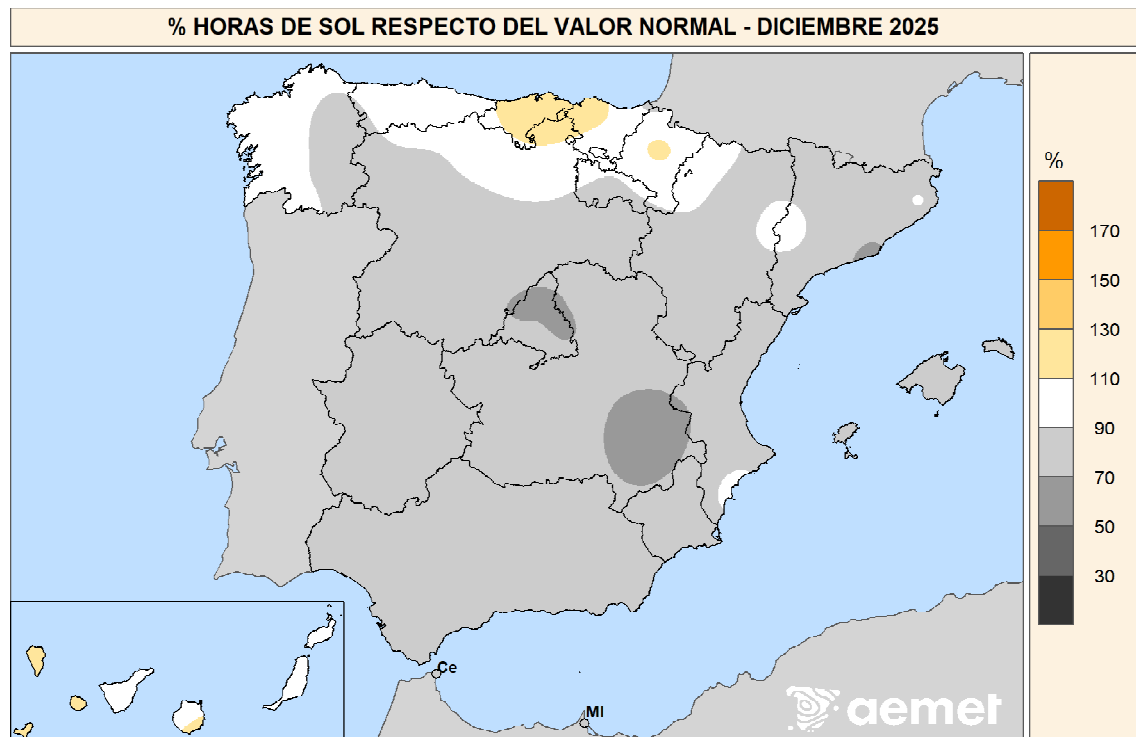 % HORAS DE SOL RESPECTO DEL VALOR NORMAL - DICIEMBRE 2025
%
170
150
130
110
90
70
50
30
Ce
Ml
aemet